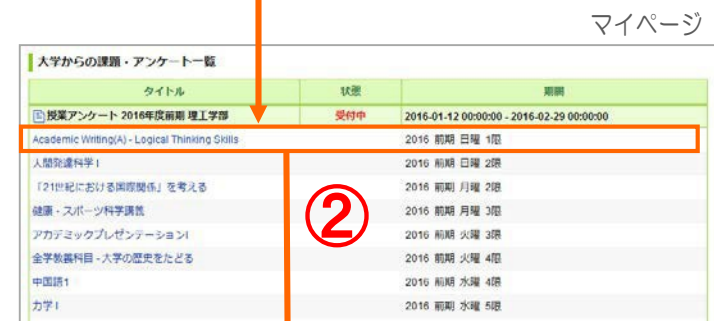 マイページ
大学からの課題・アンケート一覧
タイトル 状態 期間
授業アンケート 2016年度前期 理工学部 受付中 2016-01-12 00:00:00 - 2016-02-29 00:00:00
Academic Writing(A) - Logical Thinking Skills 2016 前期 日曜 1限
人間発達科学 I 2016 前期 日曜 2限
「21世紀における国際関係」を考える 2016 前期 月曜 2限
健康・スポーツ科学講義 2016 前期 月曜 3限
②
アカデミックプレゼンテーションI 2016 前期 火曜 3限
全学教養科目 - 大学の歴史をたどる 2016 前期 火曜 4限
中国語1 2016 前期 水曜 4限
力学 I 2016 前期 水曜 5限